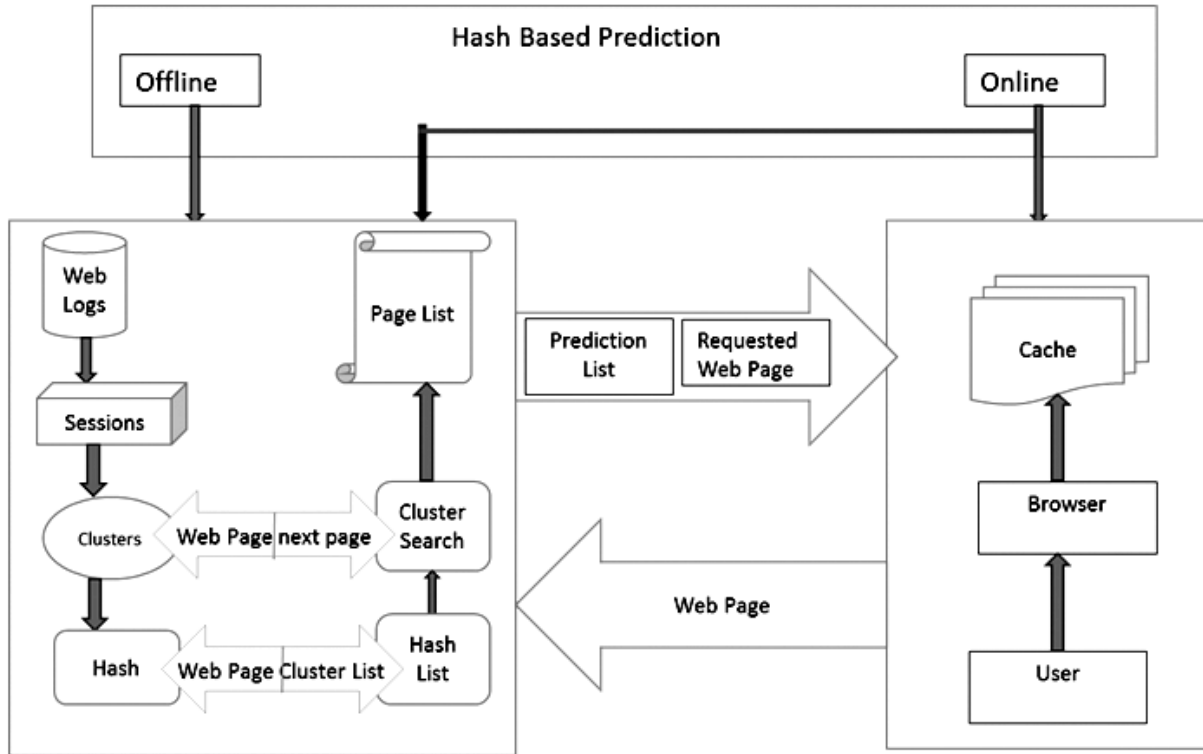 Hash Based Prediction
Offline
Online
Web
Logs
Page List
Sessions
Clusters
Web Page
next page
Cluster
Search
Hash
Web Page
Cluster List
Hash
List
Prediction
List
Requested
Web Page
Web Page
Cache
Browser
User